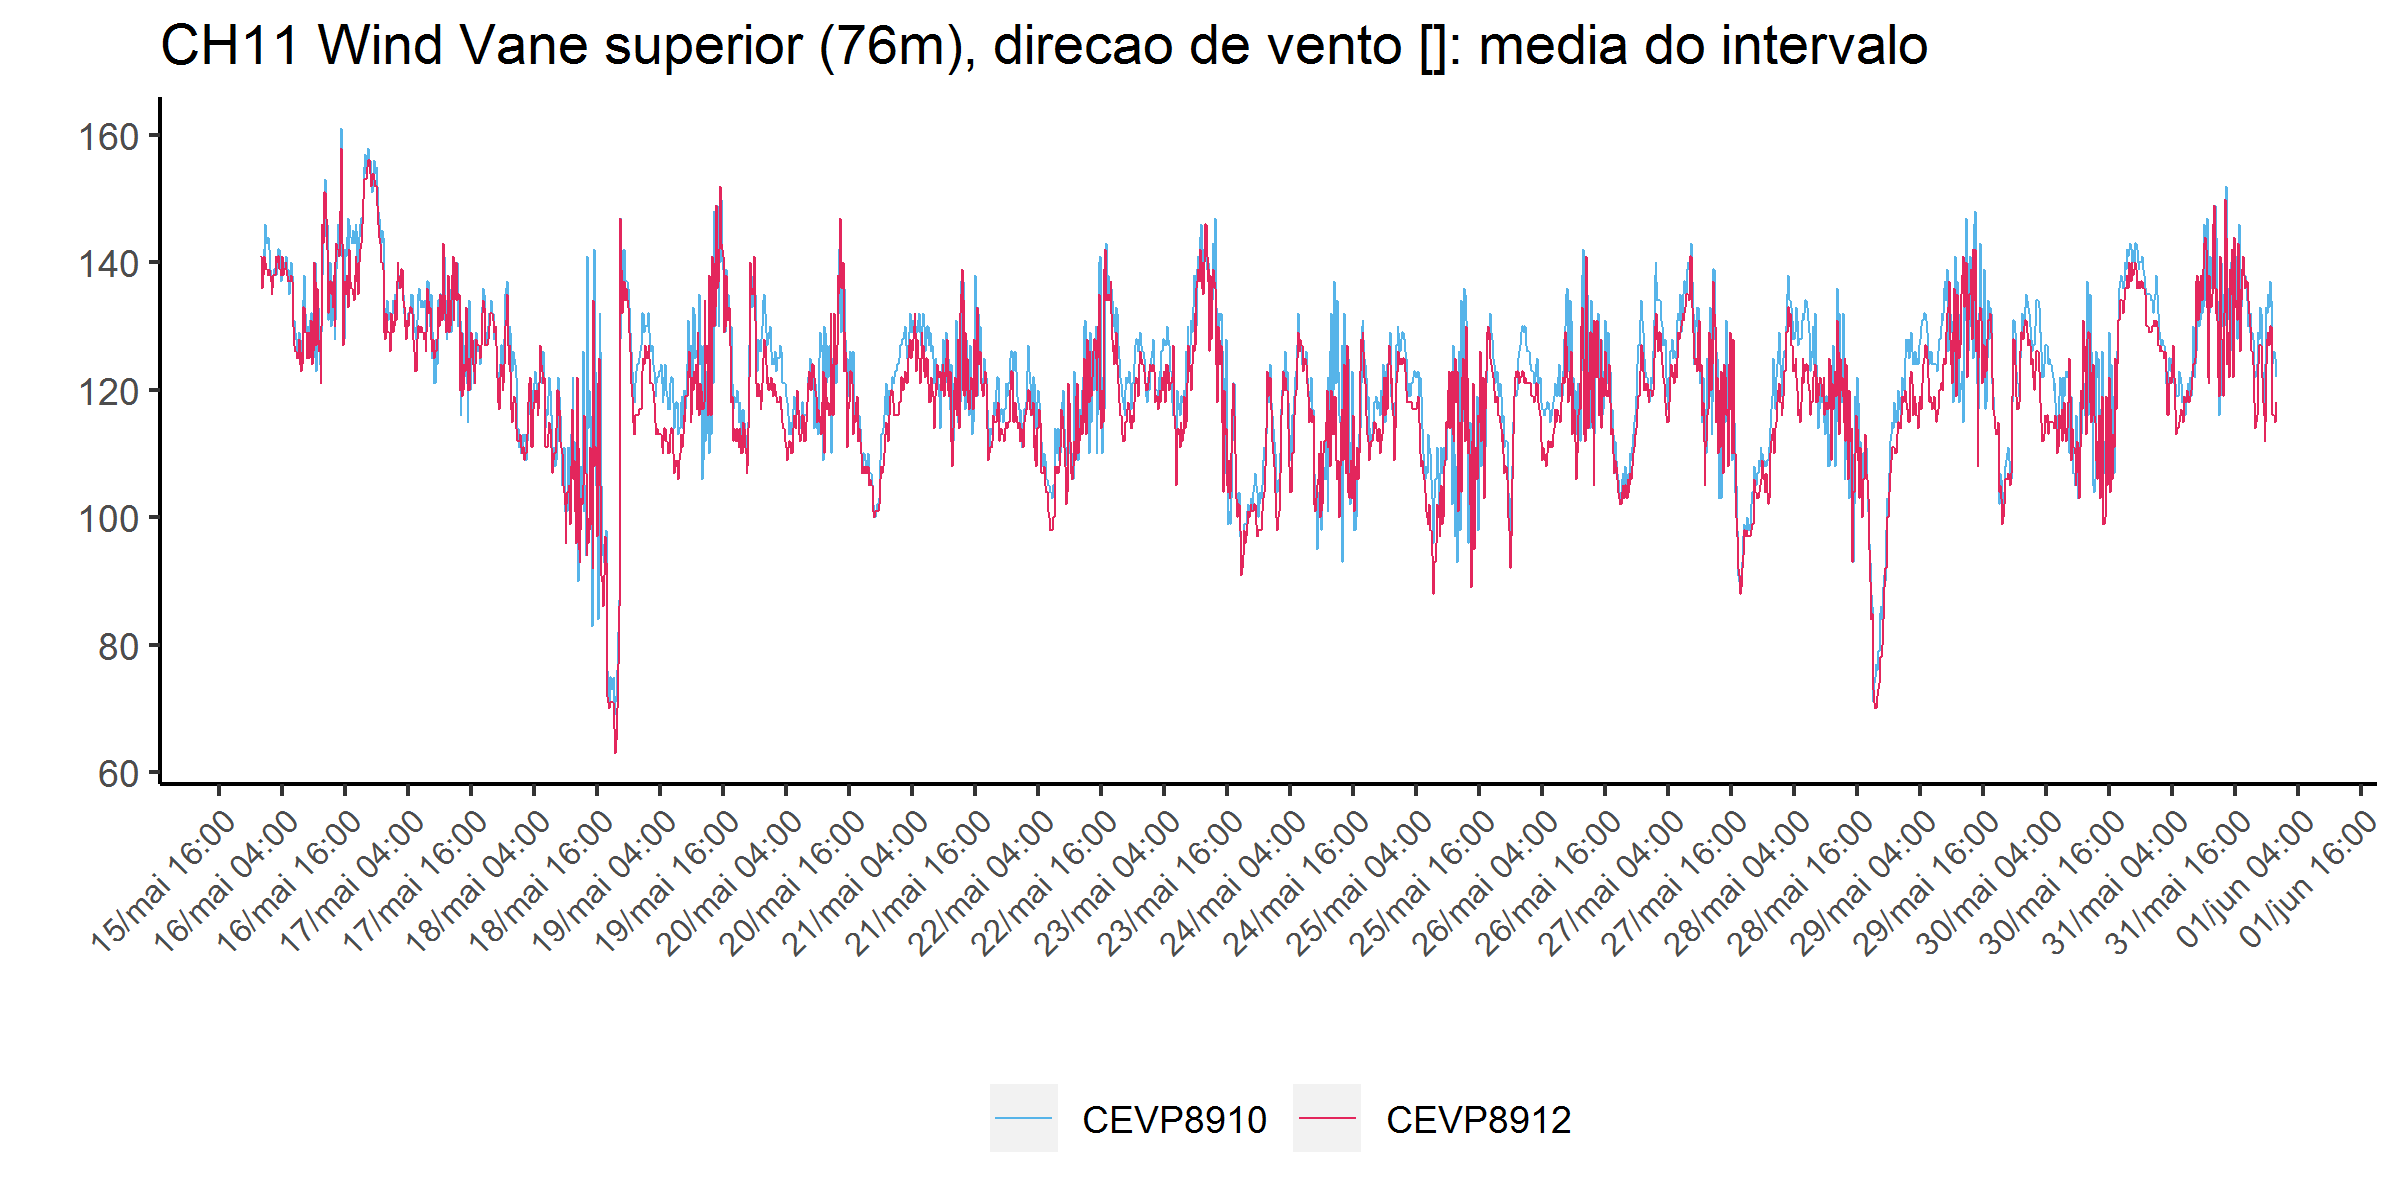 CH11 Wind Vane superior (76m), direcao de vento []: media do intervalo
160
140
120
100
80
60
15/mai 16:00
16/mai 04:00
16/mai 16:00
17/mai 04:00
17/mai 16:00
18/mai 04:00
18/mai 16:00
19/mai 04:00
19/mai 16:00
20/mai 04:00
20/mai 16:00
21/mai 04:00
21/mai 16:00
22/mai 04:00
22/mai 16:00
23/mai 04:00
23/mai 16:00
24/mai 04:00
24/mai 16:00
25/mai 04:00
25/mai 16:00
26/mai 04:00
26/mai 16:00
27/mai 04:00
27/mai 16:00
28/mai 04:00
28/mai 16:00
29/mai 04:00
29/mai 16:00
30/mai 04:00
30/mai 16:00
31/mai 04:00
31/mai 16:00
01/jun 04:00
01/jun 16:00
CEVP8910 CEVP8912